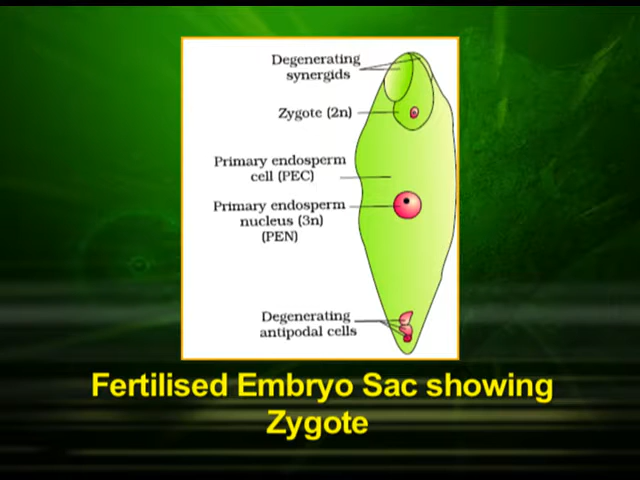 Degenerating
synergids
Zygote (2n)
Primary endosperm
cell (PEC)
Primary endosperm
nucleus (3n)
(PEN)
Degenerating
antipodal cells
Fertilised Embryo Sac showing
Zygote